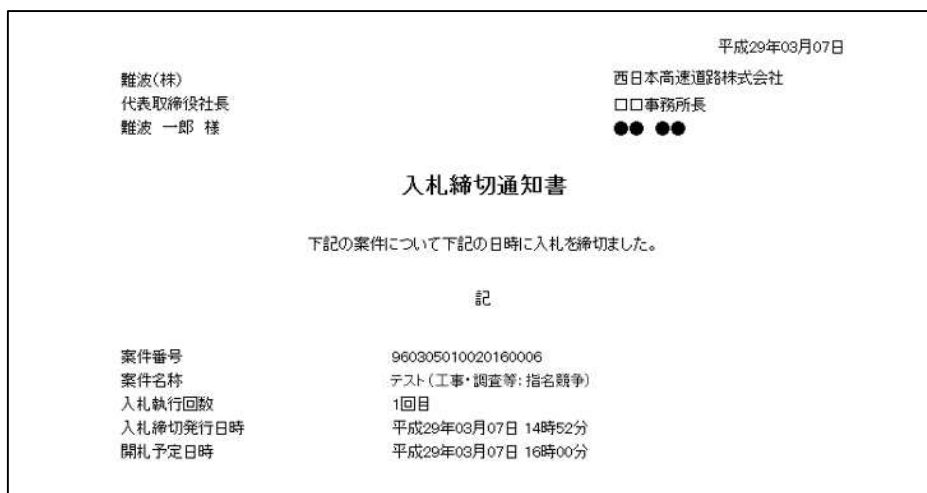 平成29年03月07日
難波(株)
代表取締役社長
難波 一郎 様
西日本高速道路株式会社
口口事務所長
●● ●●
入札締切通知書
下記の案件について下記の日時に入札を締切ました。
記
案件番号 960305010020160006
案件名称 テスト(工事・調査等:指名競争)
入札執行回数 1回目
入札締切発行日時 平成29年03月07日 14時52分
開札予定日時 平成29年03月07日 16時00分